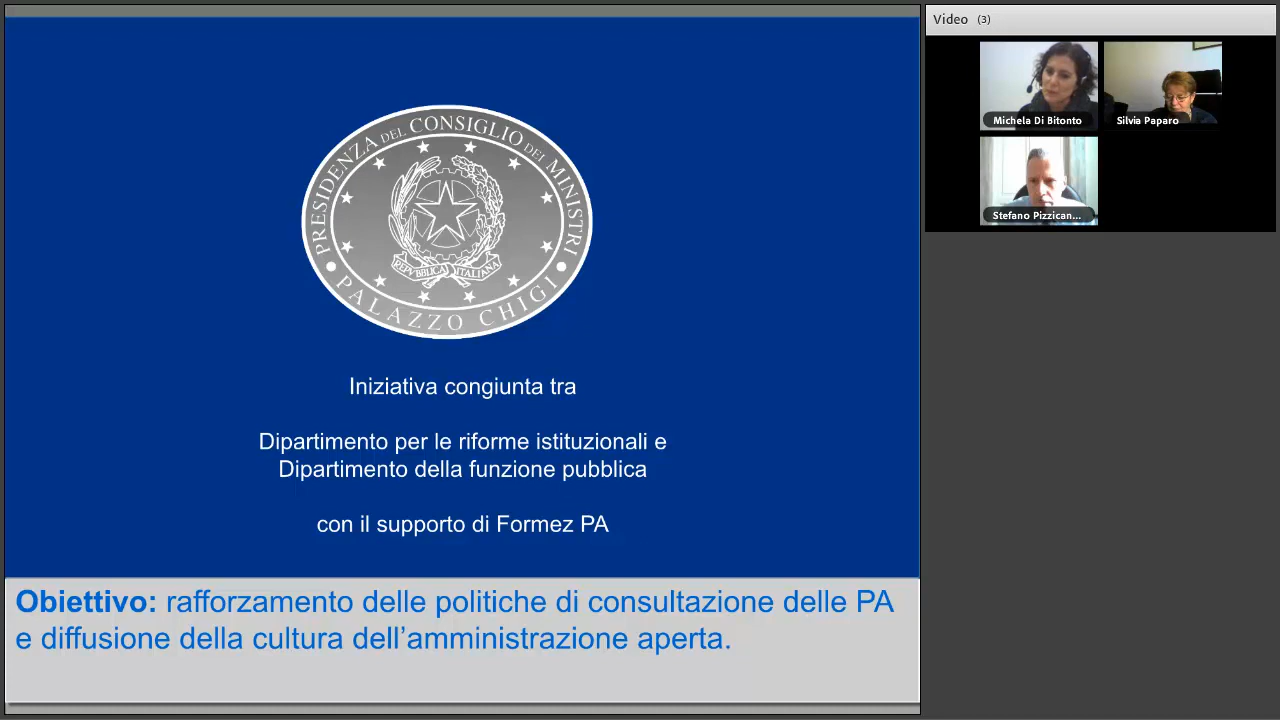 PRESIDENZA DEL CONSIGLIO DEI MINISTRI
REPVBBLICA ITALIANA
PALAZZO CHIGI
Iniziativa congiunta tra
Dipartimento per le riforme istituzionali e
Dipartimento della funzione pubblica
con il supporto di Formez PA
Obiettivo: rafforzamento delle politiche di consultazione delle PA
e diffusione della cultura dell’amministrazione aperta.
Video (3)
Michela Di Bitonto
Silvia Paparo
Stefano Pizzican...